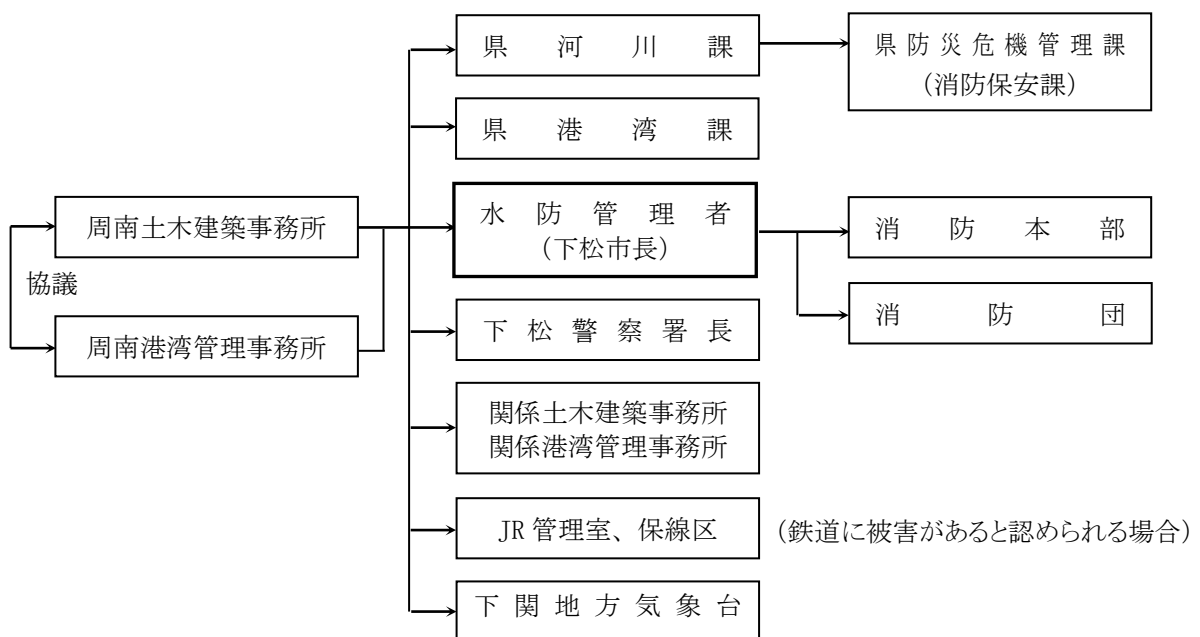 県河川課
県防災危機管理課
（消防保安課）
県港湾課
周南土木建築事務所
水防管理者
（下松市長）
消防本部
協議
消防団
周南港湾管理事務所
下松警察署長
関係土木建築事務所
関係港湾管理事務所
JR管理室、保線区
（鉄道に被害があると認められる場合）
下関地方気象台